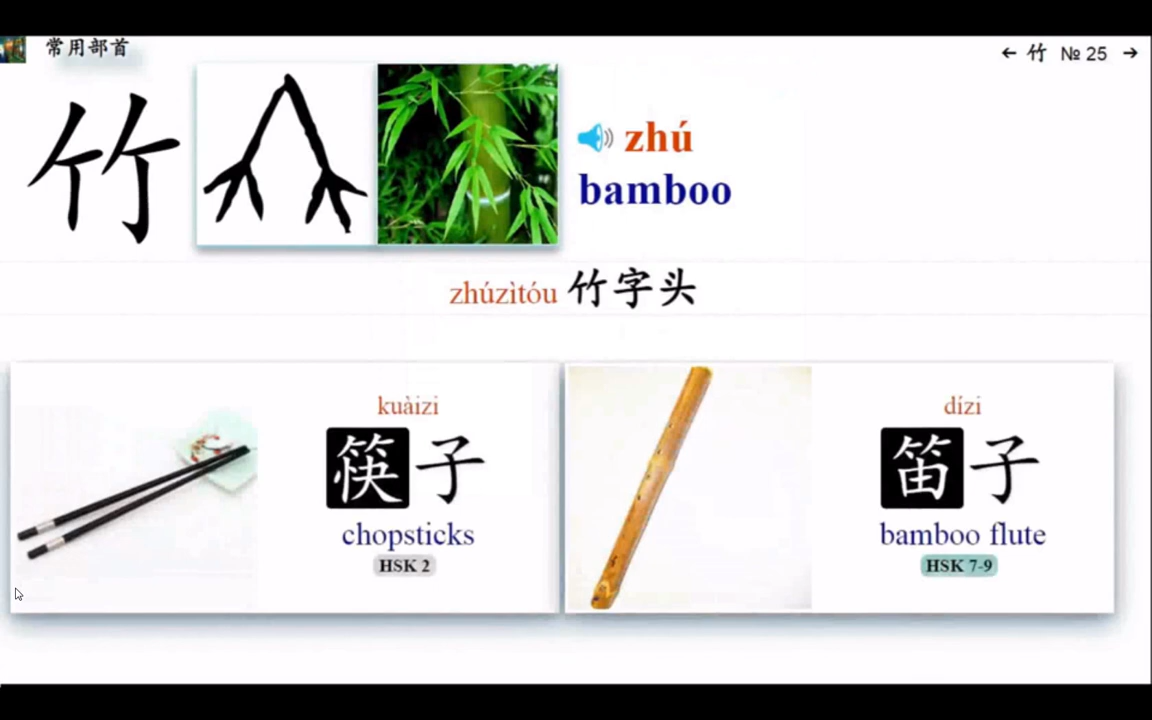 常用部首
← 竹 № 25 →
竹
zhú
bamboo
zhúzìtóu 竹字头
kuàizi
筷子
chopsticks
HSK 2
dízi
笛子
bamboo flute
HSK 7-9